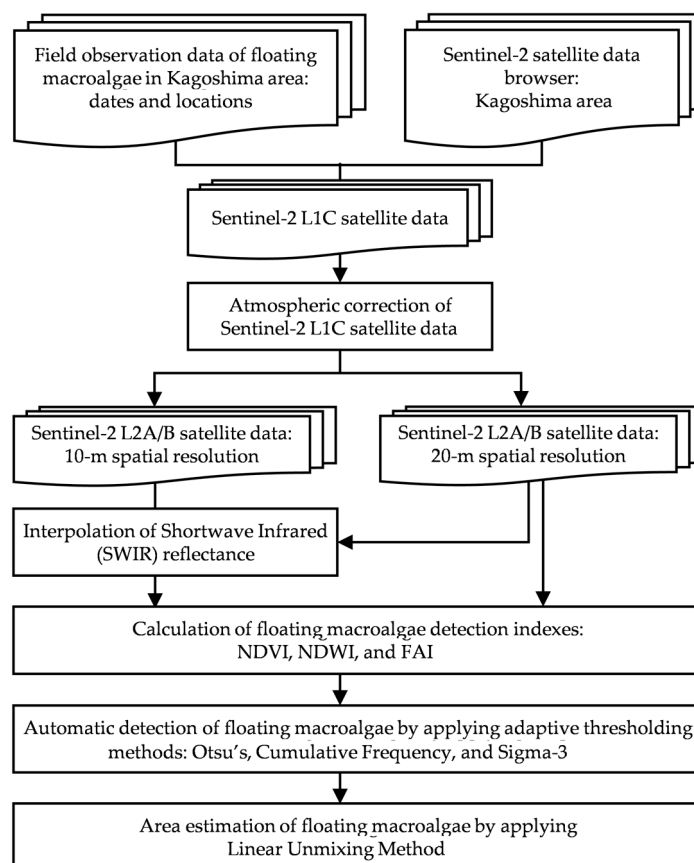 Field observation data of floating
macroalgae in Kagoshima area:
dates and locations
Sentinel-2 satellite data
browser:
Kagoshima area
Sentinel-2 L1C satellite data
Atmospheric correction of
Sentinel-2 L1C satellite data
Sentinel-2 L2A/B satellite data:
10-m spatial resolution
Sentinel-2 L2A/B satellite data:
20-m spatial resolution
Interpolation of Shortwave Infrared
(SWIR) reflectance
Calculation of floating macroalgae detection indexes:
NDVI, NDWI, and FAI
Automatic detection of floating macroalgae by applying adaptive thresholding
methods: Otsu's, Cumulative Frequency, and Sigma-3
Area estimation of floating macroalgae by applying
Linear Unmixing Method